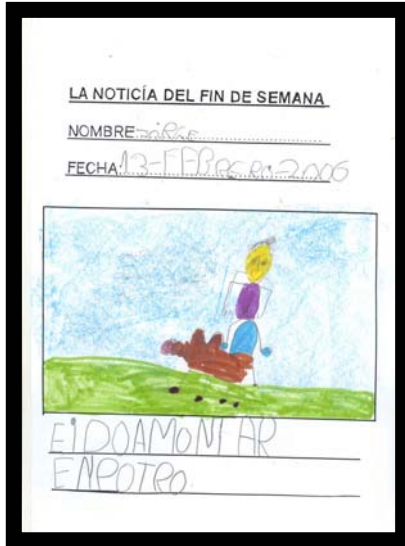 LA NOTICÍA DEL FIN DE SEMANA
NOMBRE:
FECHA:13-FEBRERO-2006
EIDOAMONTAR
ENPOTRO